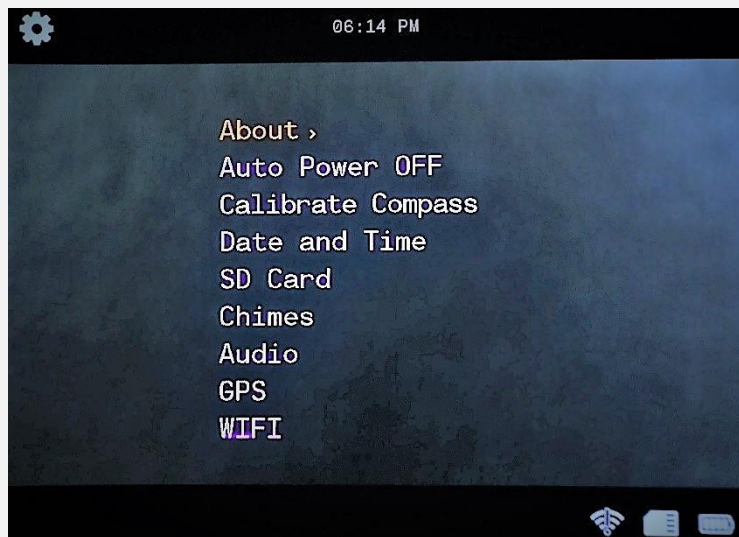 06:14 PM
About ›
Auto Power OFF
Calibrate Compass
Date and Time
SD Card
Chimes
Audio
GPS
WIFI